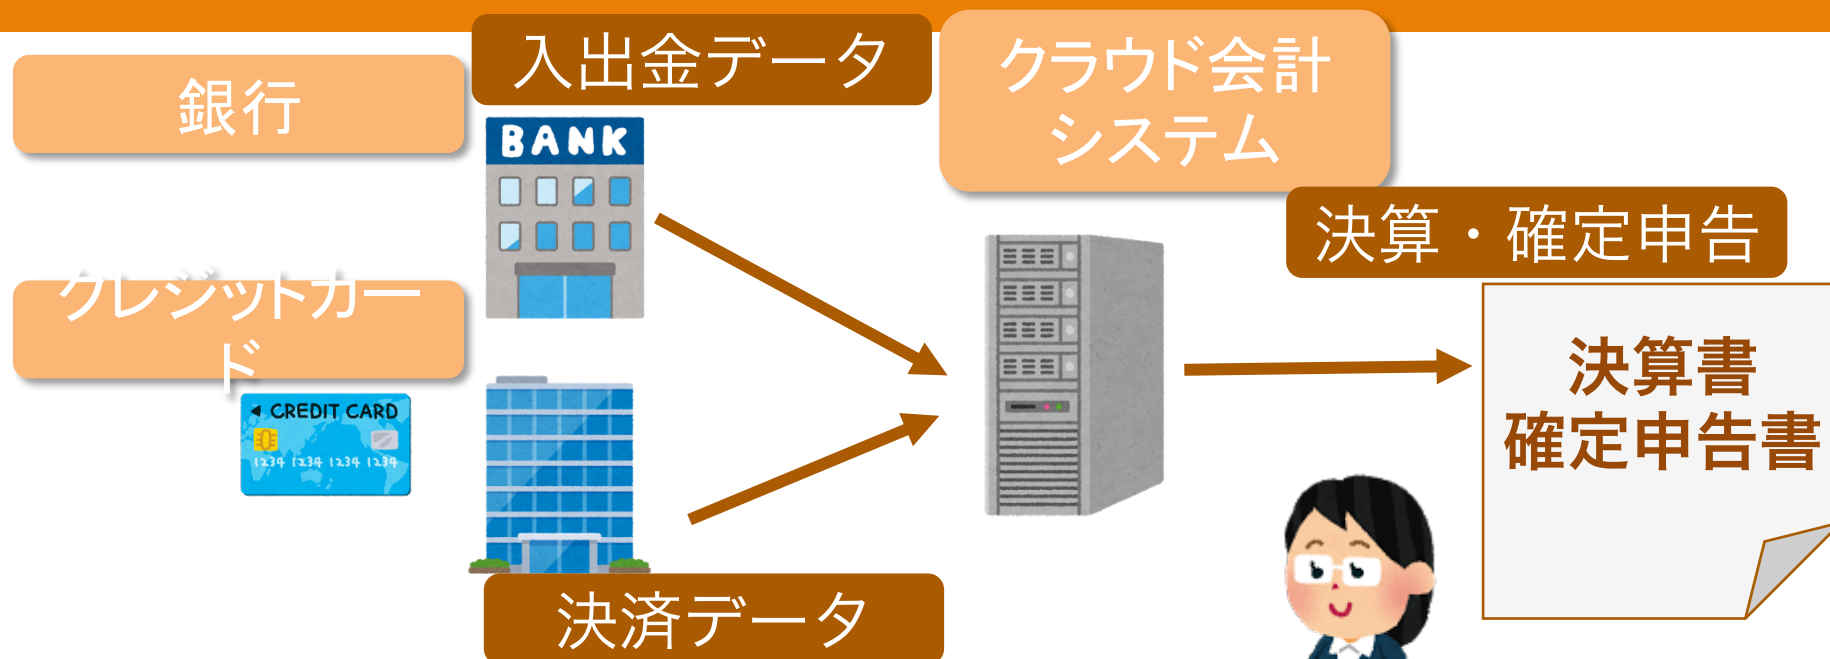 銀行
入出金データ
クラウド会計
システム
BANK
決算・確定申告
クレジットカー
ド
CREDIT CARD
1234 1234 1234 1234
決算書
確定申告書
決済データ